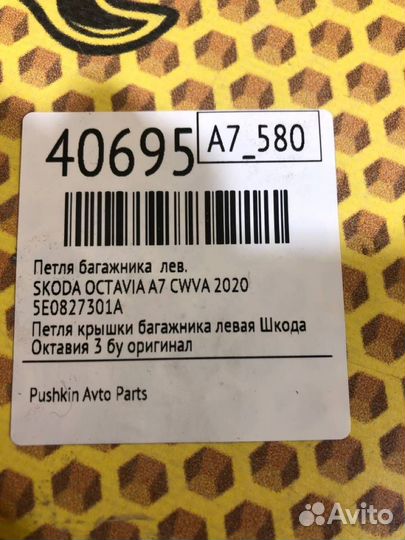 40695
A7_580
Петля багажника лев.
SKODA OCTAVIA A7 CWVA 2020
5E0827301A
Петля крышки багажника левая Шкода
Октавия 3 бу оригинал
Pushkin Avto Parts
Avito